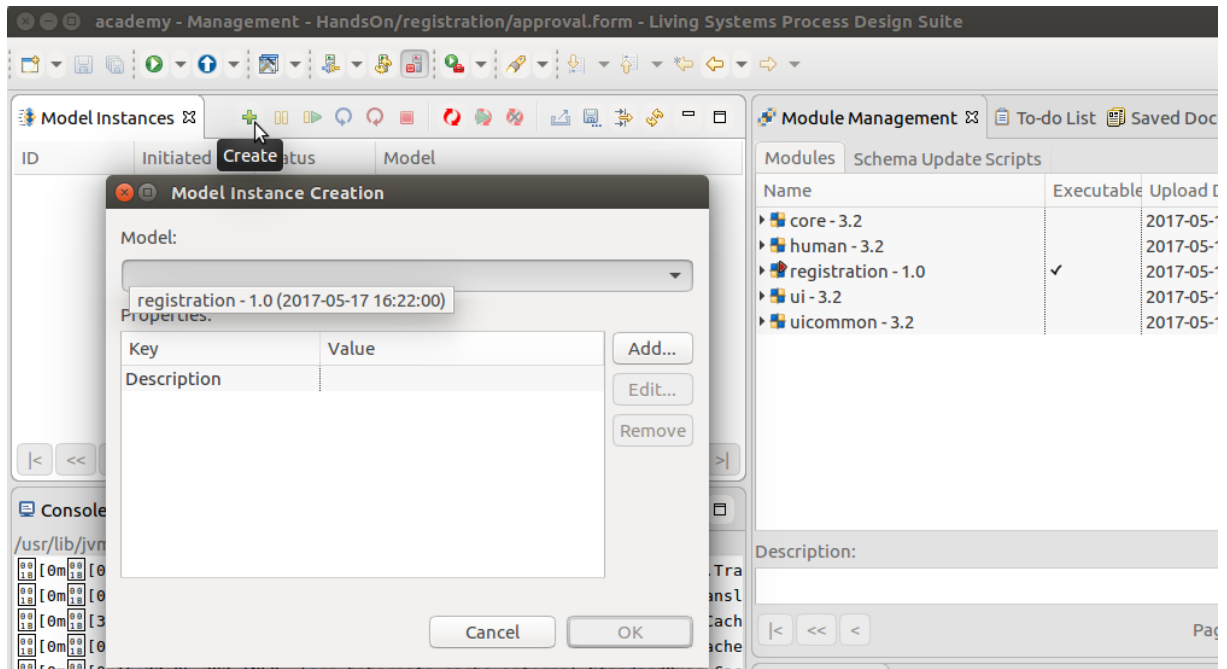 academy - Management - HandsOn/registration/approval.form - Living Systems Process Design Suite
Model Instances
ID Initiated Model
Create
Model Instance Creation
Model:
registration - 1.0 (2017-05-17 16:22:00)
Properties:
Key Value
Description
Add...
Edit...
Remove
Cancel OK
|< << >|
Console
/usr/lib/jvm
[0m [0
[0m [0
[0m [3
[0m [0
.Tra
ansl
Cach
ache
Module Management To-do List Saved Doc
Modules Schema Update Scripts
Name Executable Upload D
core - 3.2 2017-05-1
human - 3.2 2017-05-1
registration - 1.0 ✓ 2017-05-1
ui - 3.2 2017-05-1
uicommon - 3.2 2017-05-1
Description:
|< << < Pag